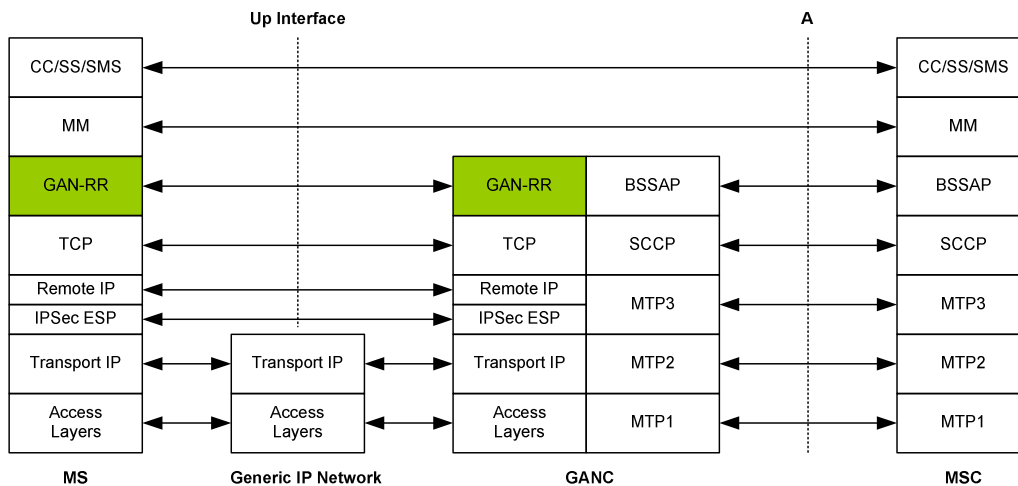 Up Interface A
CC/SS/SMS CC/SS/SMS
MM MM
GAN-RR GAN-RR BSSAP BSSAP
TCP TCP SCCP SCCP
Remote IP Remote IP
MTP3 MTP3
IPSec ESP IPSec ESP
Transport IP Transport IP Transport IP MTP2 MTP2
Access Layers Access Layers Access Layers MTP1 MTP1
MS Generic IP Network GANC MSC